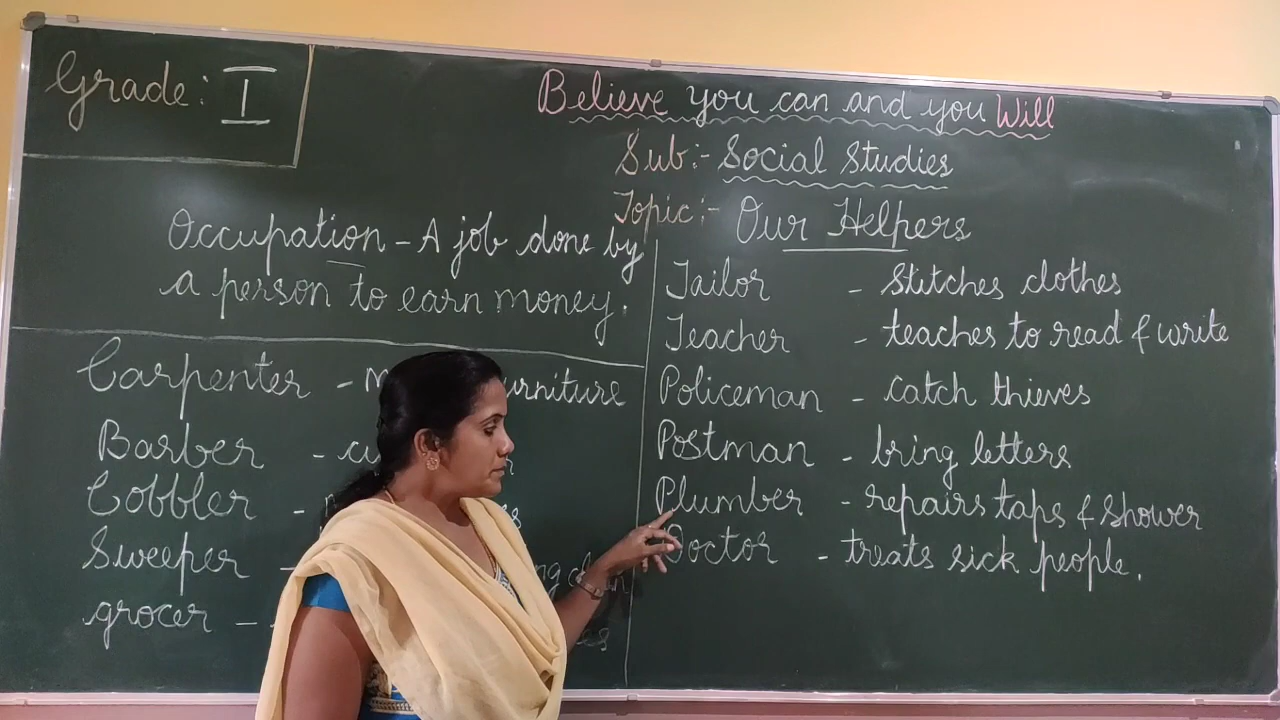 Grade: I
Believe you can and you Will
Sub:- Social Studies
Topic:- Our Helpers
Occupation - A job done by
a person to earn money.
Carpenter - furniture
Barber -
Cobbler -
Sweeper -
grocer -
Tailor - Stitches clothes
Teacher - teaches to read & write
Policeman - catch thieves
Postman - bring letters
Plumber - repairs taps & shower
Doctor - treats sick people.